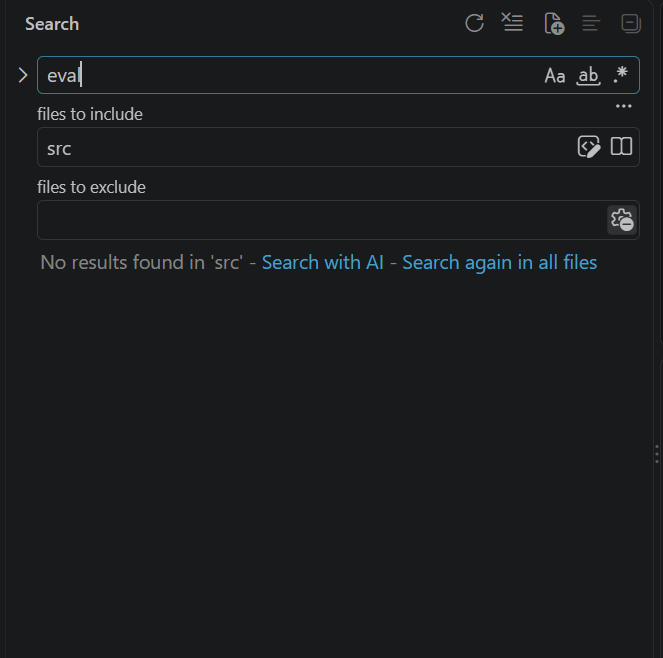 Search
eval
Aa ab .*
files to include
...
src
files to exclude
No results found in 'src' - Search with AI - Search again in all files